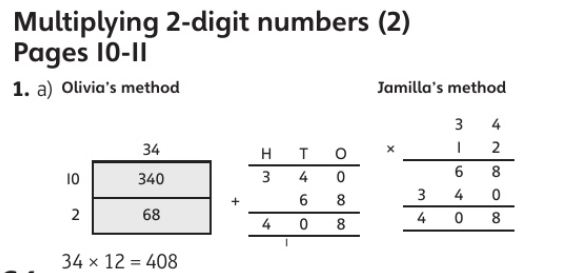 Multiplying 2-digit numbers (2)
Pages 10-11
1. a) Olivia's method
34
10 340
2 68
H T O
3 4 0
+ 6 8
4 0 8
1
34 × 12 = 408
Jamilla's method
3 4
× 1 2
6 8
3 4 0
4 0 8